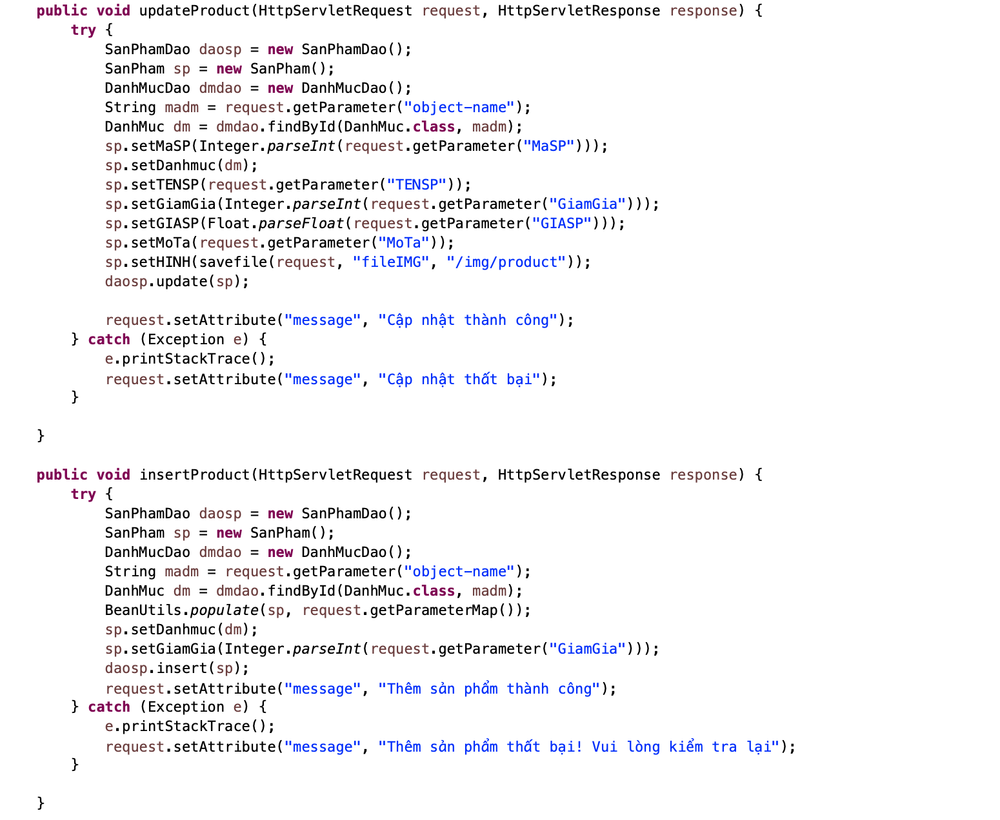 public void updateProduct(HttpServletRequest request, HttpServletResponse response) {
try {
SanPhamDao daosp = new SanPhamDao();
SanPham sp = new SanPham();
DanhMucDao dmdao = new DanhMucDao();
String madm = request.getParameter("object-name");
DanhMuc dm = dmdao.findById(DanhMuc.class, madm);
sp.setMaSP(Integer.parseInt(request.getParameter("MaSP")));
sp.setDanhmuc(dm);
sp.setTENSP(request.getParameter("TENSP"));
sp.setGiamGia(Integer.parseInt(request.getParameter("GiamGia")));
sp.setGIASP(Float.parseFloat(request.getParameter("GIASP")));
sp.setMoTa(request.getParameter("MoTa"));
sp.setHINH(savefile(request, "fileIMG", "/img/product"));
daosp.update(sp);
request.setAttribute("message", "Cập nhật thành công");
} catch (Exception e) {
e.printStackTrace();
request.setAttribute("message", "Cập nhật thất bại");
}
}
public void insertProduct(HttpServletRequest request, HttpServletResponse response) {
try {
SanPhamDao daosp = new SanPhamDao();
SanPham sp = new SanPham();
DanhMucDao dmdao = new DanhMucDao();
String madm = request.getParameter("object-name");
DanhMuc dm = dmdao.findById(DanhMuc.class, madm);
BeanUtils.populate(sp, request.getParameterMap());
sp.setDanhmuc(dm);
sp.setGiamGia(Integer.parseInt(request.getParameter("GiamGia")));
daosp.insert(sp);
request.setAttribute("message", "Thêm sản phẩm thành công");
} catch (Exception e) {
e.printStackTrace();
request.setAttribute("message", "Thêm sản phẩm thất bại! Vui lòng kiểm tra lại");
}
}